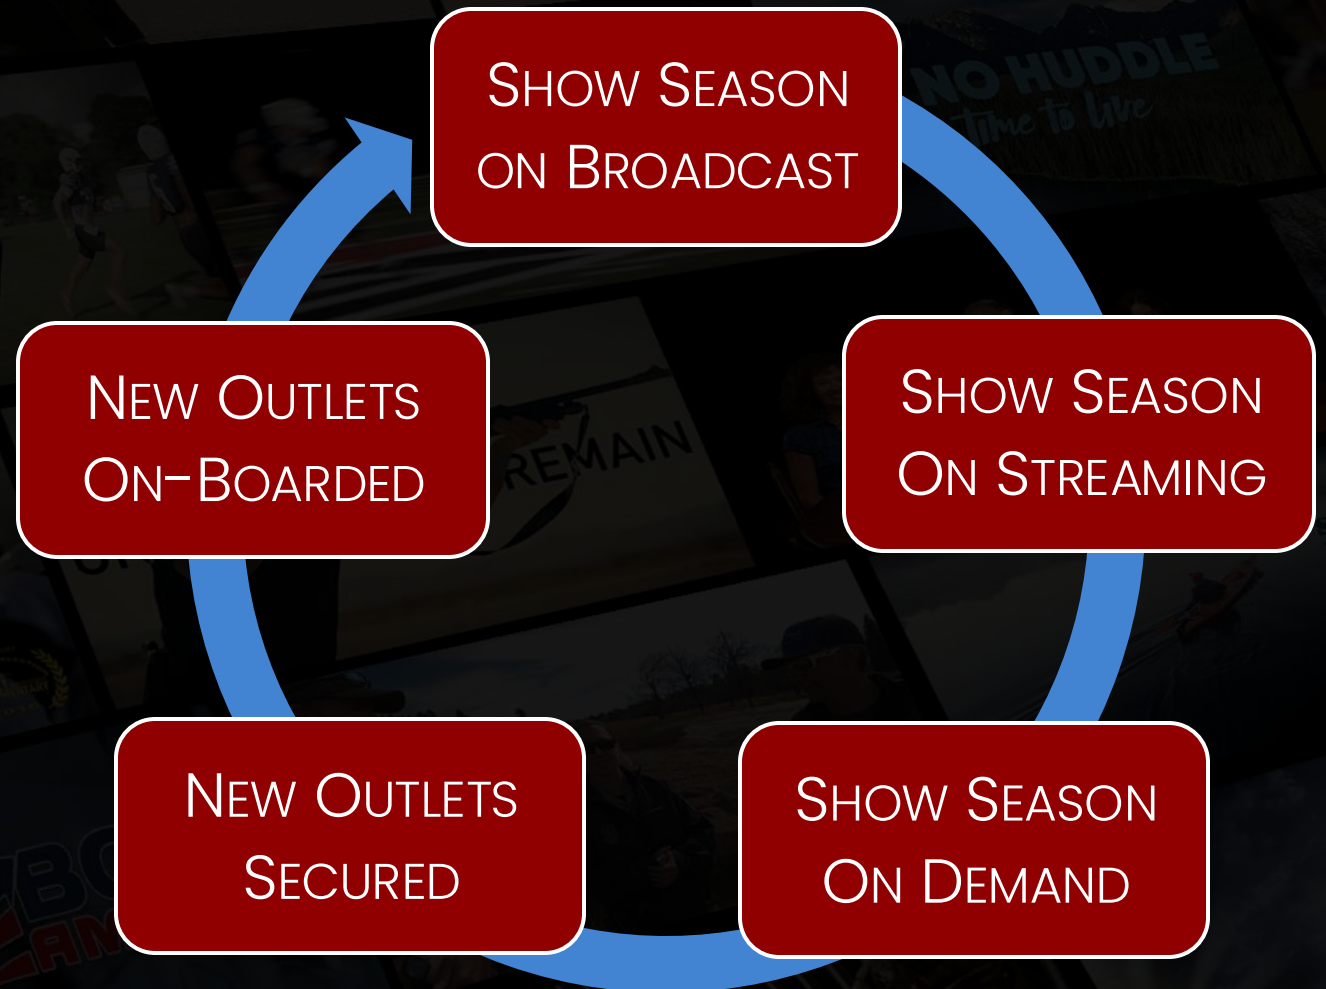 SHOW SEASON
ON BROADCAST
NO HUDDLE
Time to Live
SHOW SEASON
ON STREAMING
NEW OUTLETS
ON-BOARDED
REMAIN
NEW OUTLETS
SECURED
SHOW SEASON
ON DEMAND